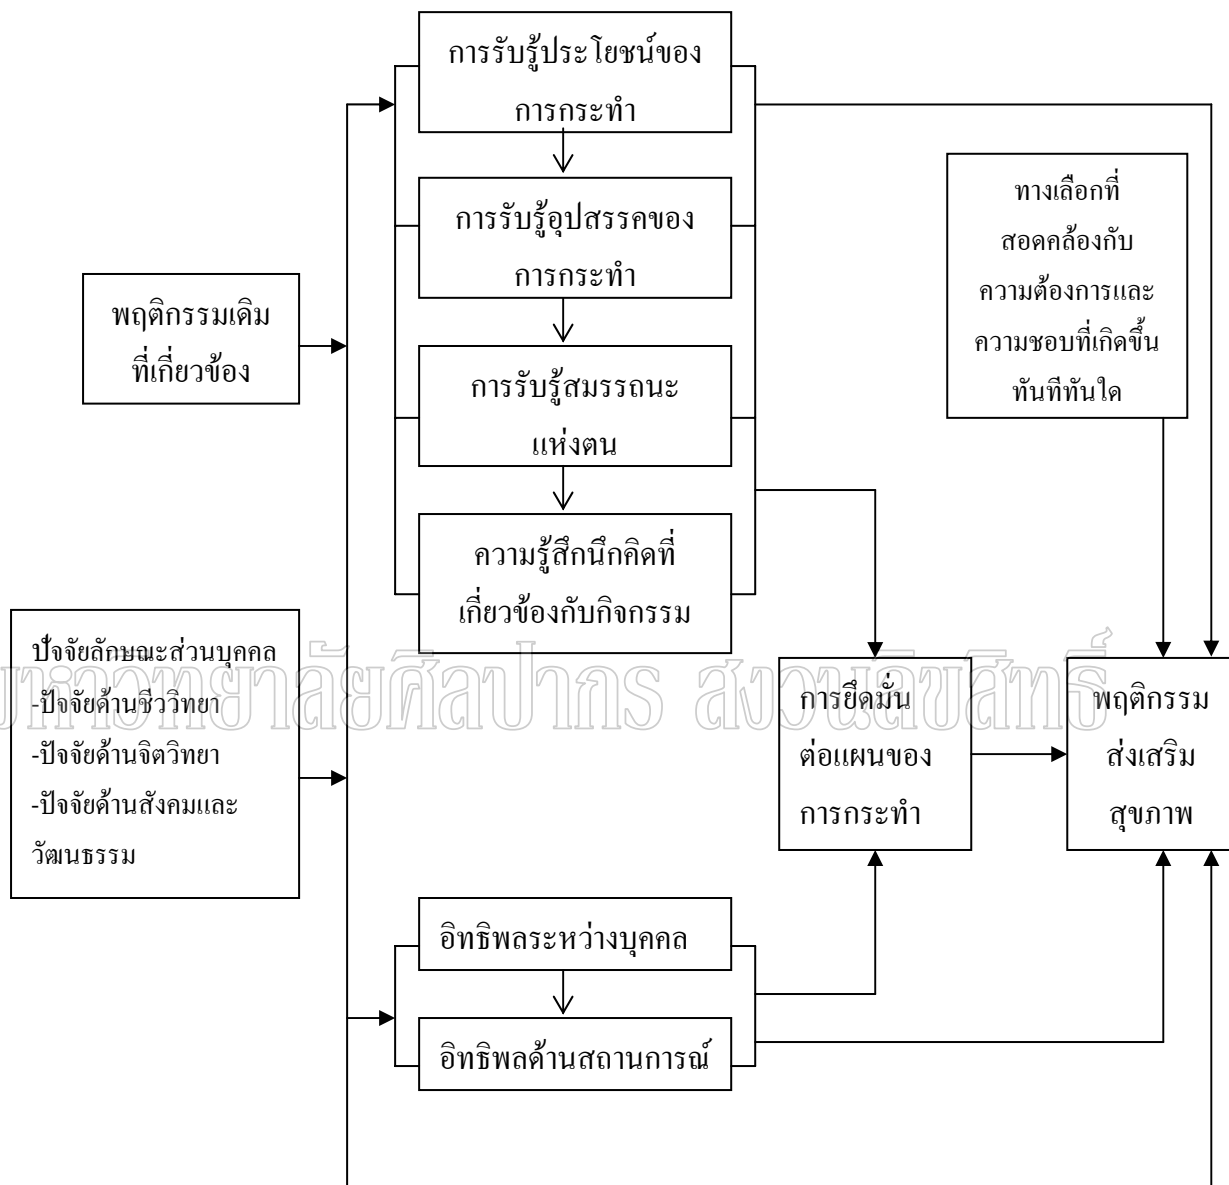 การรับรู้ประโยชน์ของ
การกระทำ
การรับรู้อุปสรรคของ
การกระทำ
การรับรู้สมรรถนะ
แห่งตน
ความรู้สึกนึกคิดที่
เกี่ยวข้องกับกิจกรรม
ทางเลือกที่
สอดคล้องกับ
ความต้องการและ
ความชอบที่เกิดขึ้น
ทันทีทันใด
พฤติกรรมเดิม
ที่เกี่ยวข้อง
ปัจจัยลักษณะส่วนบุคคล
-ปัจจัยด้านชีววิทยา
-ปัจจัยด้านจิตวิทยา
-ปัจจัยด้านสังคมและ
วัฒนธรรม
การยึดมั่น
ต่อแผนของ
การกระทำ
พฤติกรรม
ส่งเสริม
สุขภาพ
อิทธิพลระหว่างบุคคล
อิทธิพลด้านสถานการณ์
มหาวิทยาลัยศิลปากร สงวนลิขสิทธิ์